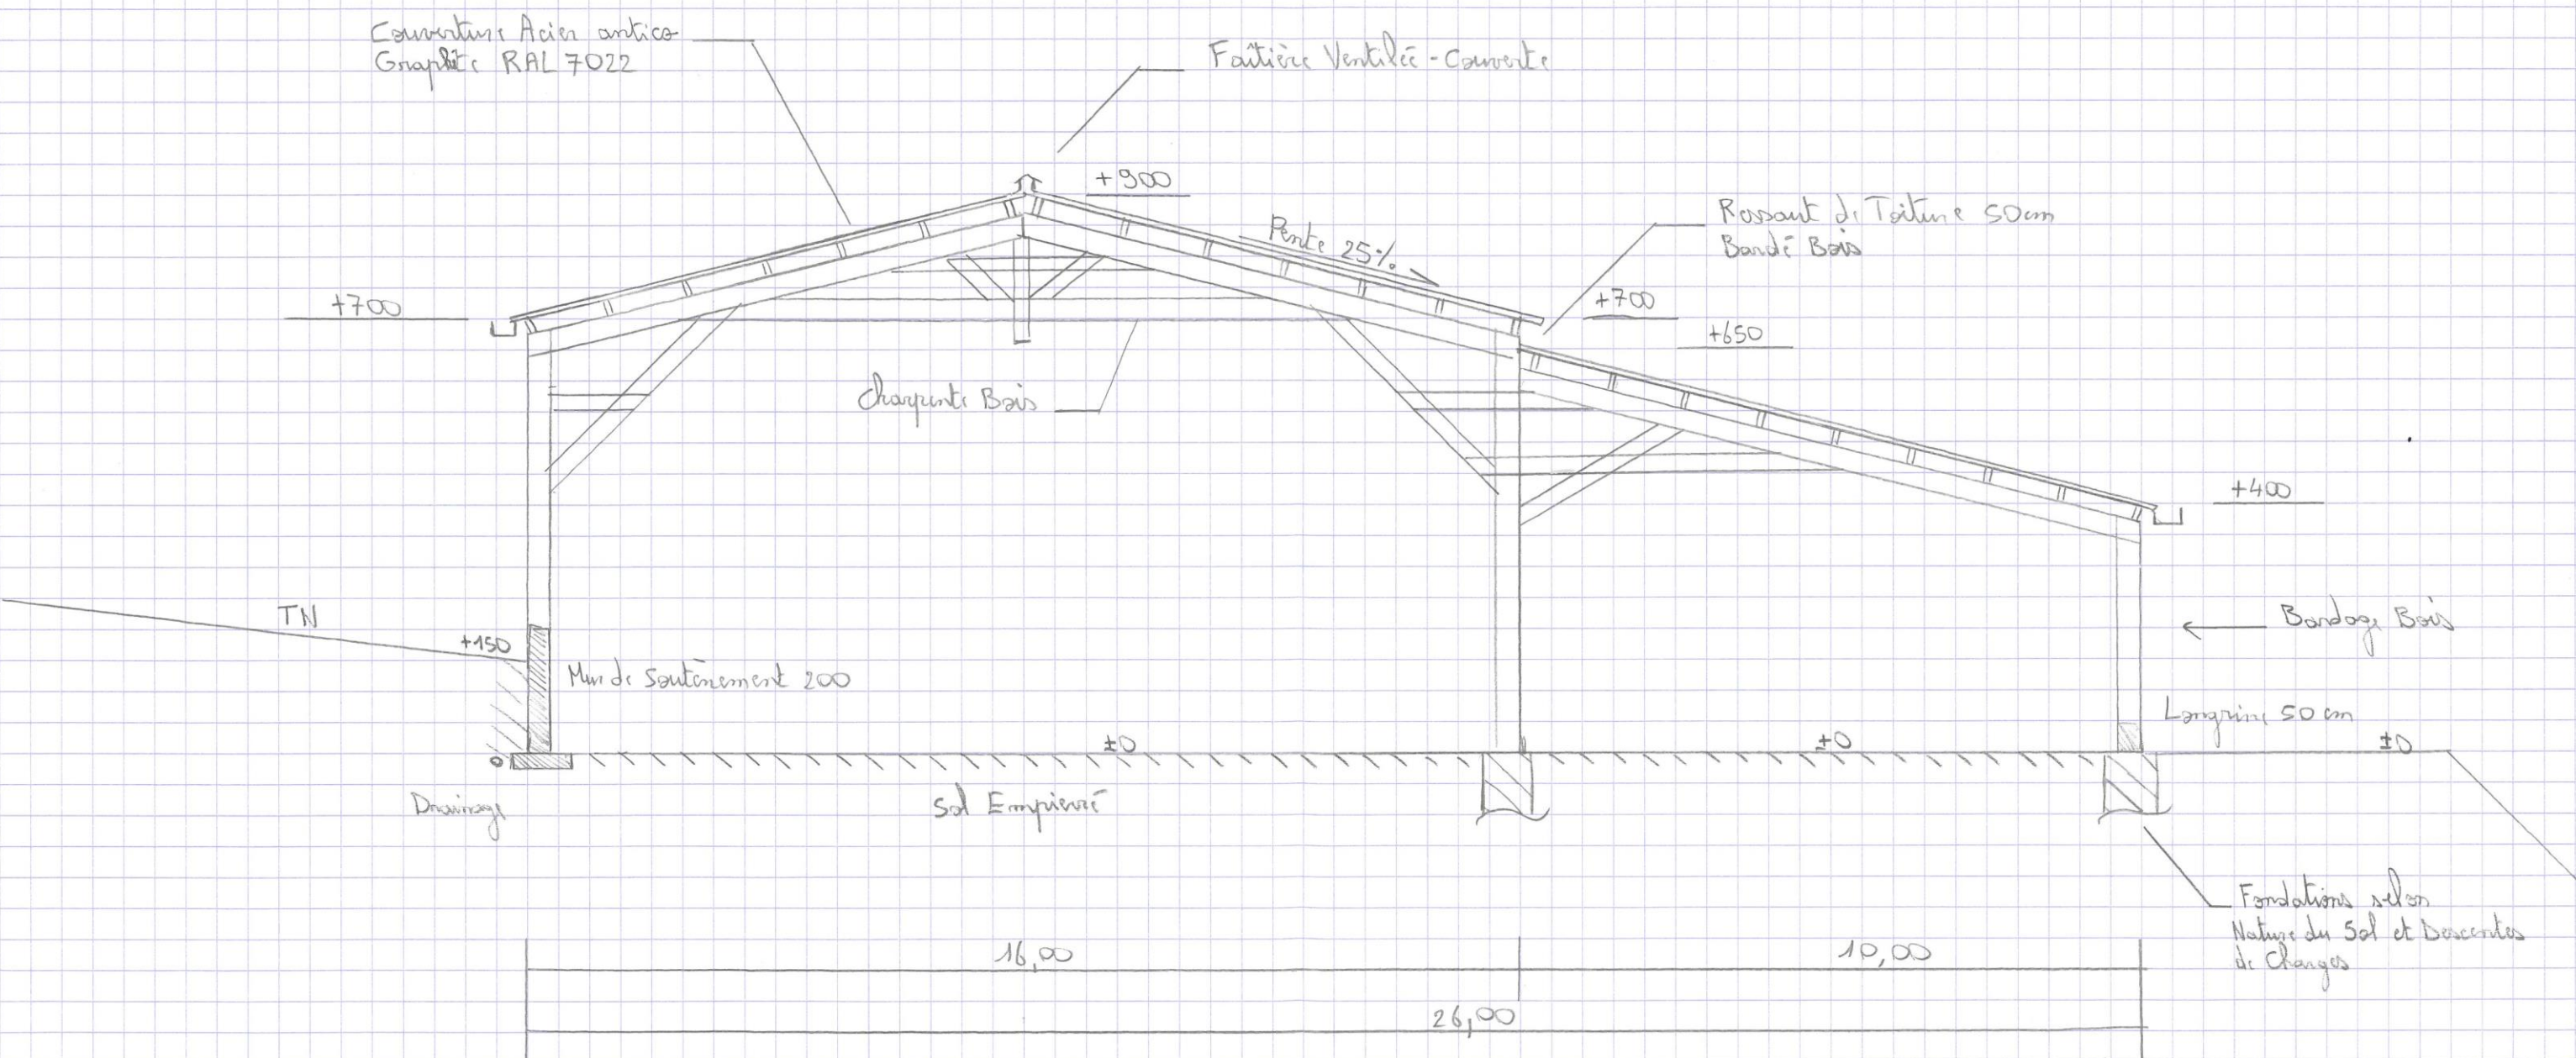 Couverture Acier antico
Graphite RAL 7022
Faîtière Ventilée - Couverte
+900
Pente 25%
Ressaut de Toiture 50cm
Bardé Bois
+700
+700
+650
Charpente Bois
+400
TN
+150
Mur de Soutènement 200
Bardage Bois
Langrine 50 cm
±0
±0
±0
Drainage
Sol Empierré
Fondations selon
Nature du Sol et Descentes
de Charges
16,00
10,00
26,00